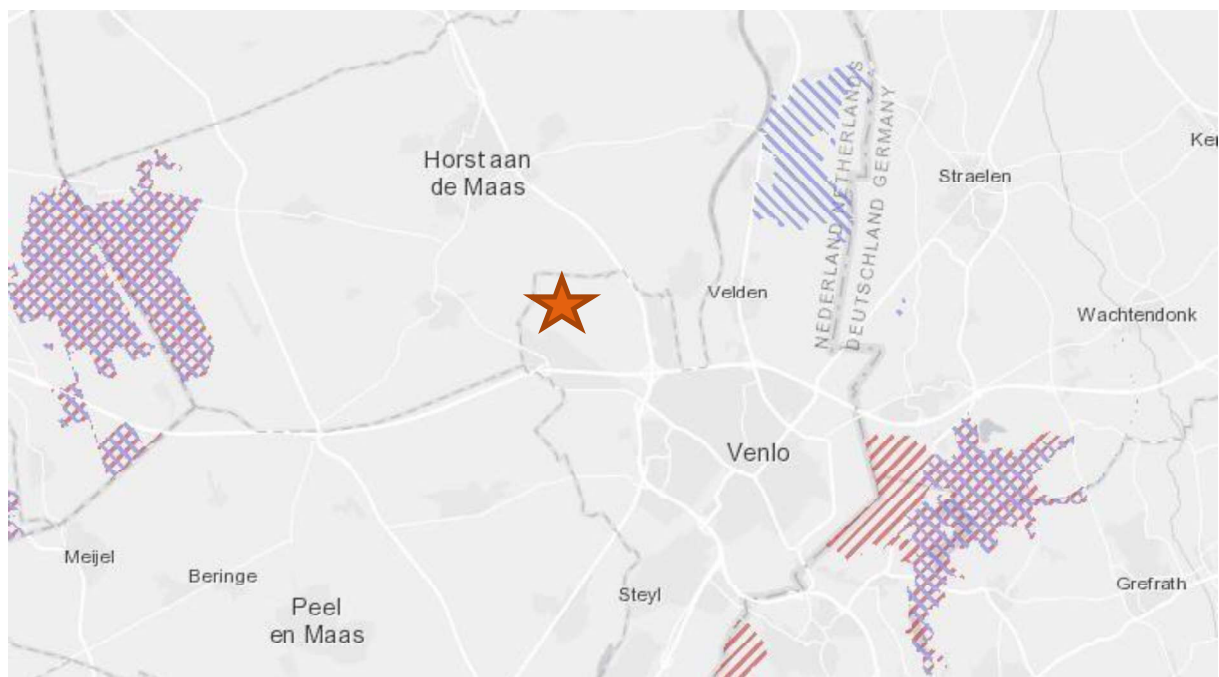 Horst aan
de Maas
NEDERLAND NETHERLANDS
DEUTSCHLAND GERMANY
Straelen
Velden
Wachtendonk
Venlo
Meijel
Beringe
Peel
en Maas
Steyl
Grefrath